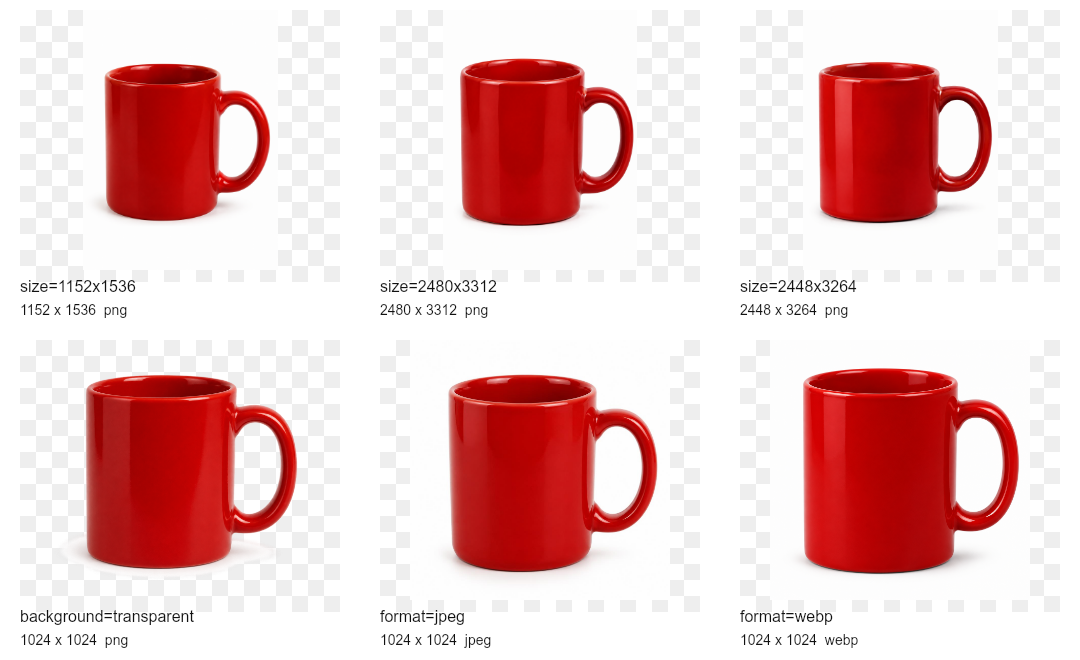 size=1152x1536
1152 x 1536 png
size=2480x3312
2480 x 3312 png
size=2448x3264
2448 x 3264 png
background=transparent
1024 x 1024 png
format=jpeg
1024 x 1024 jpeg
format=webp
1024 x 1024 webp